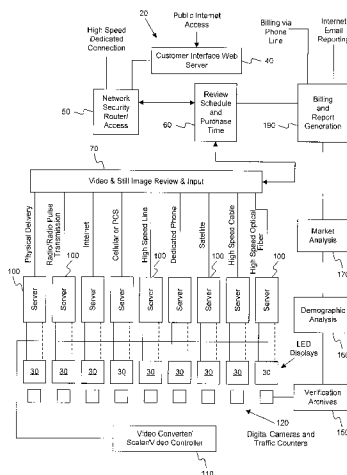 Public Internet
Access
20
High Speed
Dedicated
Connection
Billing via
Phone
Line
Internet
Email
Reporting
Customer Interface Web
Server
40
50
Network
Security
Router/
Access
60
Review
Schedule
and
Purchase
Time
190
Billing
and
Report
Generation
70
Video & Still Image Review & Input
Physical Delivery
Radio/Radio Pulse
Transmission
Internet
Cellular or PCS
High Speed Line
Dedicated Phone
Satellite
High Speed Cable
High Speed Optical
Fiber
100
100
100
100
100
Server
Server
Server
Server
Server
Server
Server
Server
Server
Market
Analysis
170
Demographic
Analysis
160
LED
Displays
30
30
30
30
30
30
30
30
30
Verification
Archives
150
120
Digital Cameras and
Traffic Counters
Video Converter/
Scaler/Video Controller
110